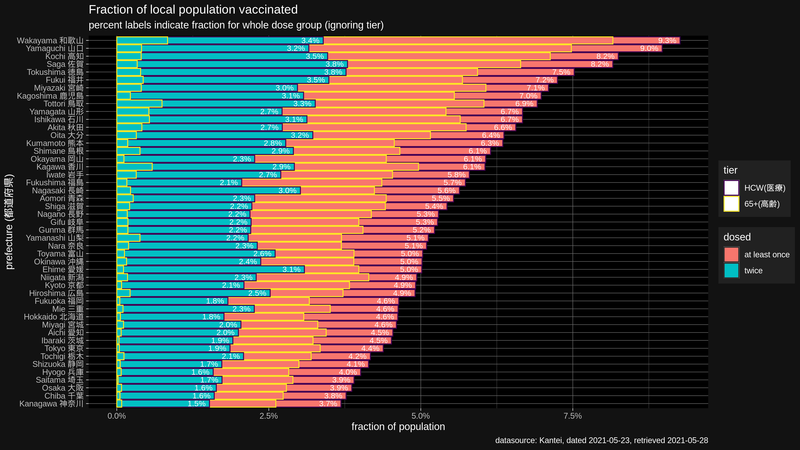 Fraction of local population vaccinated
percent labels indicate fraction for whole dose group (ignoring tier)
prefecture (都道府県)
Wakayama 和歌山 3.4% 9.3%
Yamaguchi 山口 3.2% 9.0%
Kochi 高知 3.5% 8.2%
Saga 佐賀 3.8% 8.2%
Tokushima 徳島 3.8% 7.5%
Fukui 福井 3.5% 7.2%
Miyazaki 宮崎 3.0% 7.1%
Kagoshima 鹿児島 3.1% 7.0%
Tottori 鳥取 3.3% 6.9%
Yamagata 山形 2.7% 6.7%
Ishikawa 石川 3.1% 6.7%
Akita 秋田 2.7% 6.6%
Oita 大分 3.2% 6.4%
Kumamoto 熊本 2.8% 6.3%
Shimane 島根 2.9% 6.1%
Okayama 岡山 2.3% 6.1%
Kagawa 香川 2.9% 6.1%
Iwate 岩手 2.7% 5.8%
Fukushima 福島 2.1% 5.7%
Nagasaki 長崎 3.0% 5.6%
Aomori 青森 2.3% 5.5%
Shiga 滋賀 2.2% 5.4%
Nagano 長野 2.2% 5.3%
Gifu 岐阜 2.2% 5.3%
Gunma 群馬 2.2% 5.2%
Yamanashi 山梨 2.2% 5.1%
Nara 奈良 2.3% 5.1%
Toyama 富山 2.6% 5.0%
Okinawa 沖縄 2.4% 5.0%
Ehime 愛媛 3.1% 5.0%
Niigata 新潟 2.3% 4.9%
Kyoto 京都 2.1% 4.9%
Hiroshima 広島 2.5% 4.9%
Fukuoka 福岡 1.8% 4.6%
Mie 三重 2.3% 4.6%
Hokkaido 北海道 1.8% 4.6%
Miyagi 宮城 2.0% 4.6%
Aichi 愛知 2.0% 4.5%
Ibaraki 茨城 1.9% 4.5%
Tokyo 東京 1.9% 4.4%
Tochigi 栃木 2.1% 4.2%
Shizuoka 静岡 1.7% 4.1%
Hyogo 兵庫 1.6% 4.0%
Saitama 埼玉 1.7% 3.9%
Osaka 大阪 1.6% 3.9%
Chiba 千葉 1.6% 3.8%
Kanagawa 神奈川 1.5% 3.7%
0.0% 2.5% 5.0% 7.5%
fraction of population
tier
HCW(医療)
65+(高齢)
dosed
at least once
twice
datasource: Kantei, dated 2021-05-23, retrieved 2021-05-28